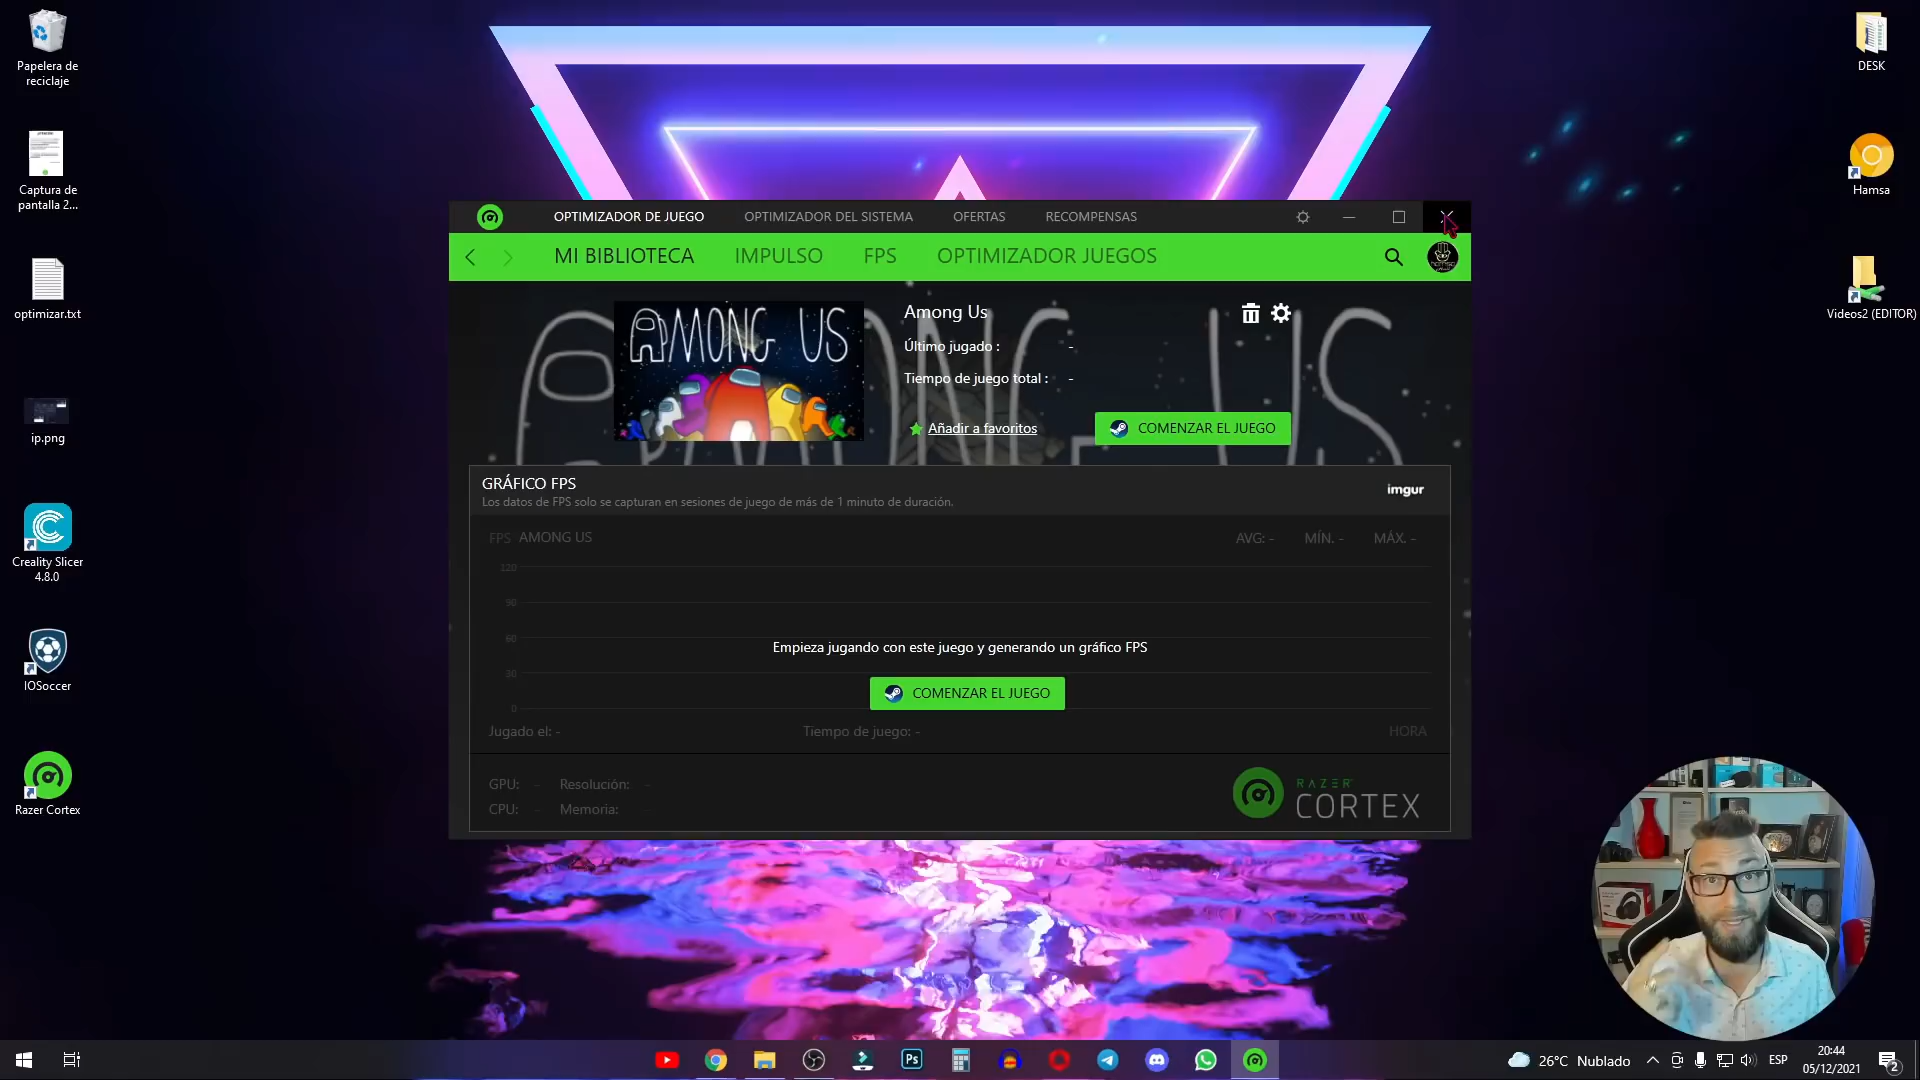 Papelera de
reciclaje
Captura de
pantalla 2...
optimizar.txt
ip.png
Creality Slicer
4.8.0
IOSoccer
Razer Cortex
DESK
Hamsa
Videos2 (EDITOR)
OPTIMIZADOR DE JUEGO OPTIMIZADOR DEL SISTEMA OFERTAS RECOMPENSAS
MI BIBLIOTECA IMPULSO FPS OPTIMIZADOR JUEGOS
AMONG US
Among Us
Último jugado : -
Tiempo de juego total : -
Añadir a favoritos
COMENZAR EL JUEGO
GRÁFICO FPS
Los datos de FPS solo se capturan en sesiones de juego de más de 1 minuto de duración.
imgur
FPS AMONG US AVG: - MÍN. - MÁX. -
120
90
60
30
0
Empieza jugando con este juego y generando un gráfico FPS
COMENZAR EL JUEGO
Jugado el: - Tiempo de juego: - HORA
GPU: - Resolución: -
CPU: - Memoria:
RAZER
CORTEX
Ps
26°C Nublado
ESP
20:44
05/12/2021
2